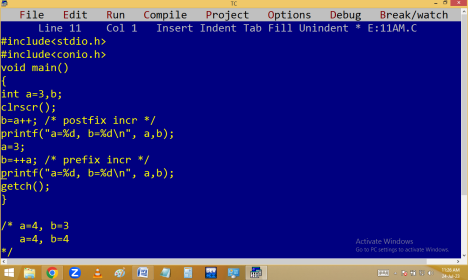 TC
File Edit Run Compile Project Options Debug Break/watch
Line 11 Col 1 Insert Indent Tab Fill Unindent * E:11AM.C
#include<stdio.h>
#include<conio.h>
void main()
{
int a=3,b;
clrscr();
b=a++; /* postfix incr */
printf("a=%d, b=%d\n", a,b);
a=3;
b=++a; /* prefix incr */
printf("a=%d, b=%d\n", a,b);
getch();
}
/* a=4, b=3
a=4, b=4
*/
Activate Windows
Go to PC settings to activate Windows.